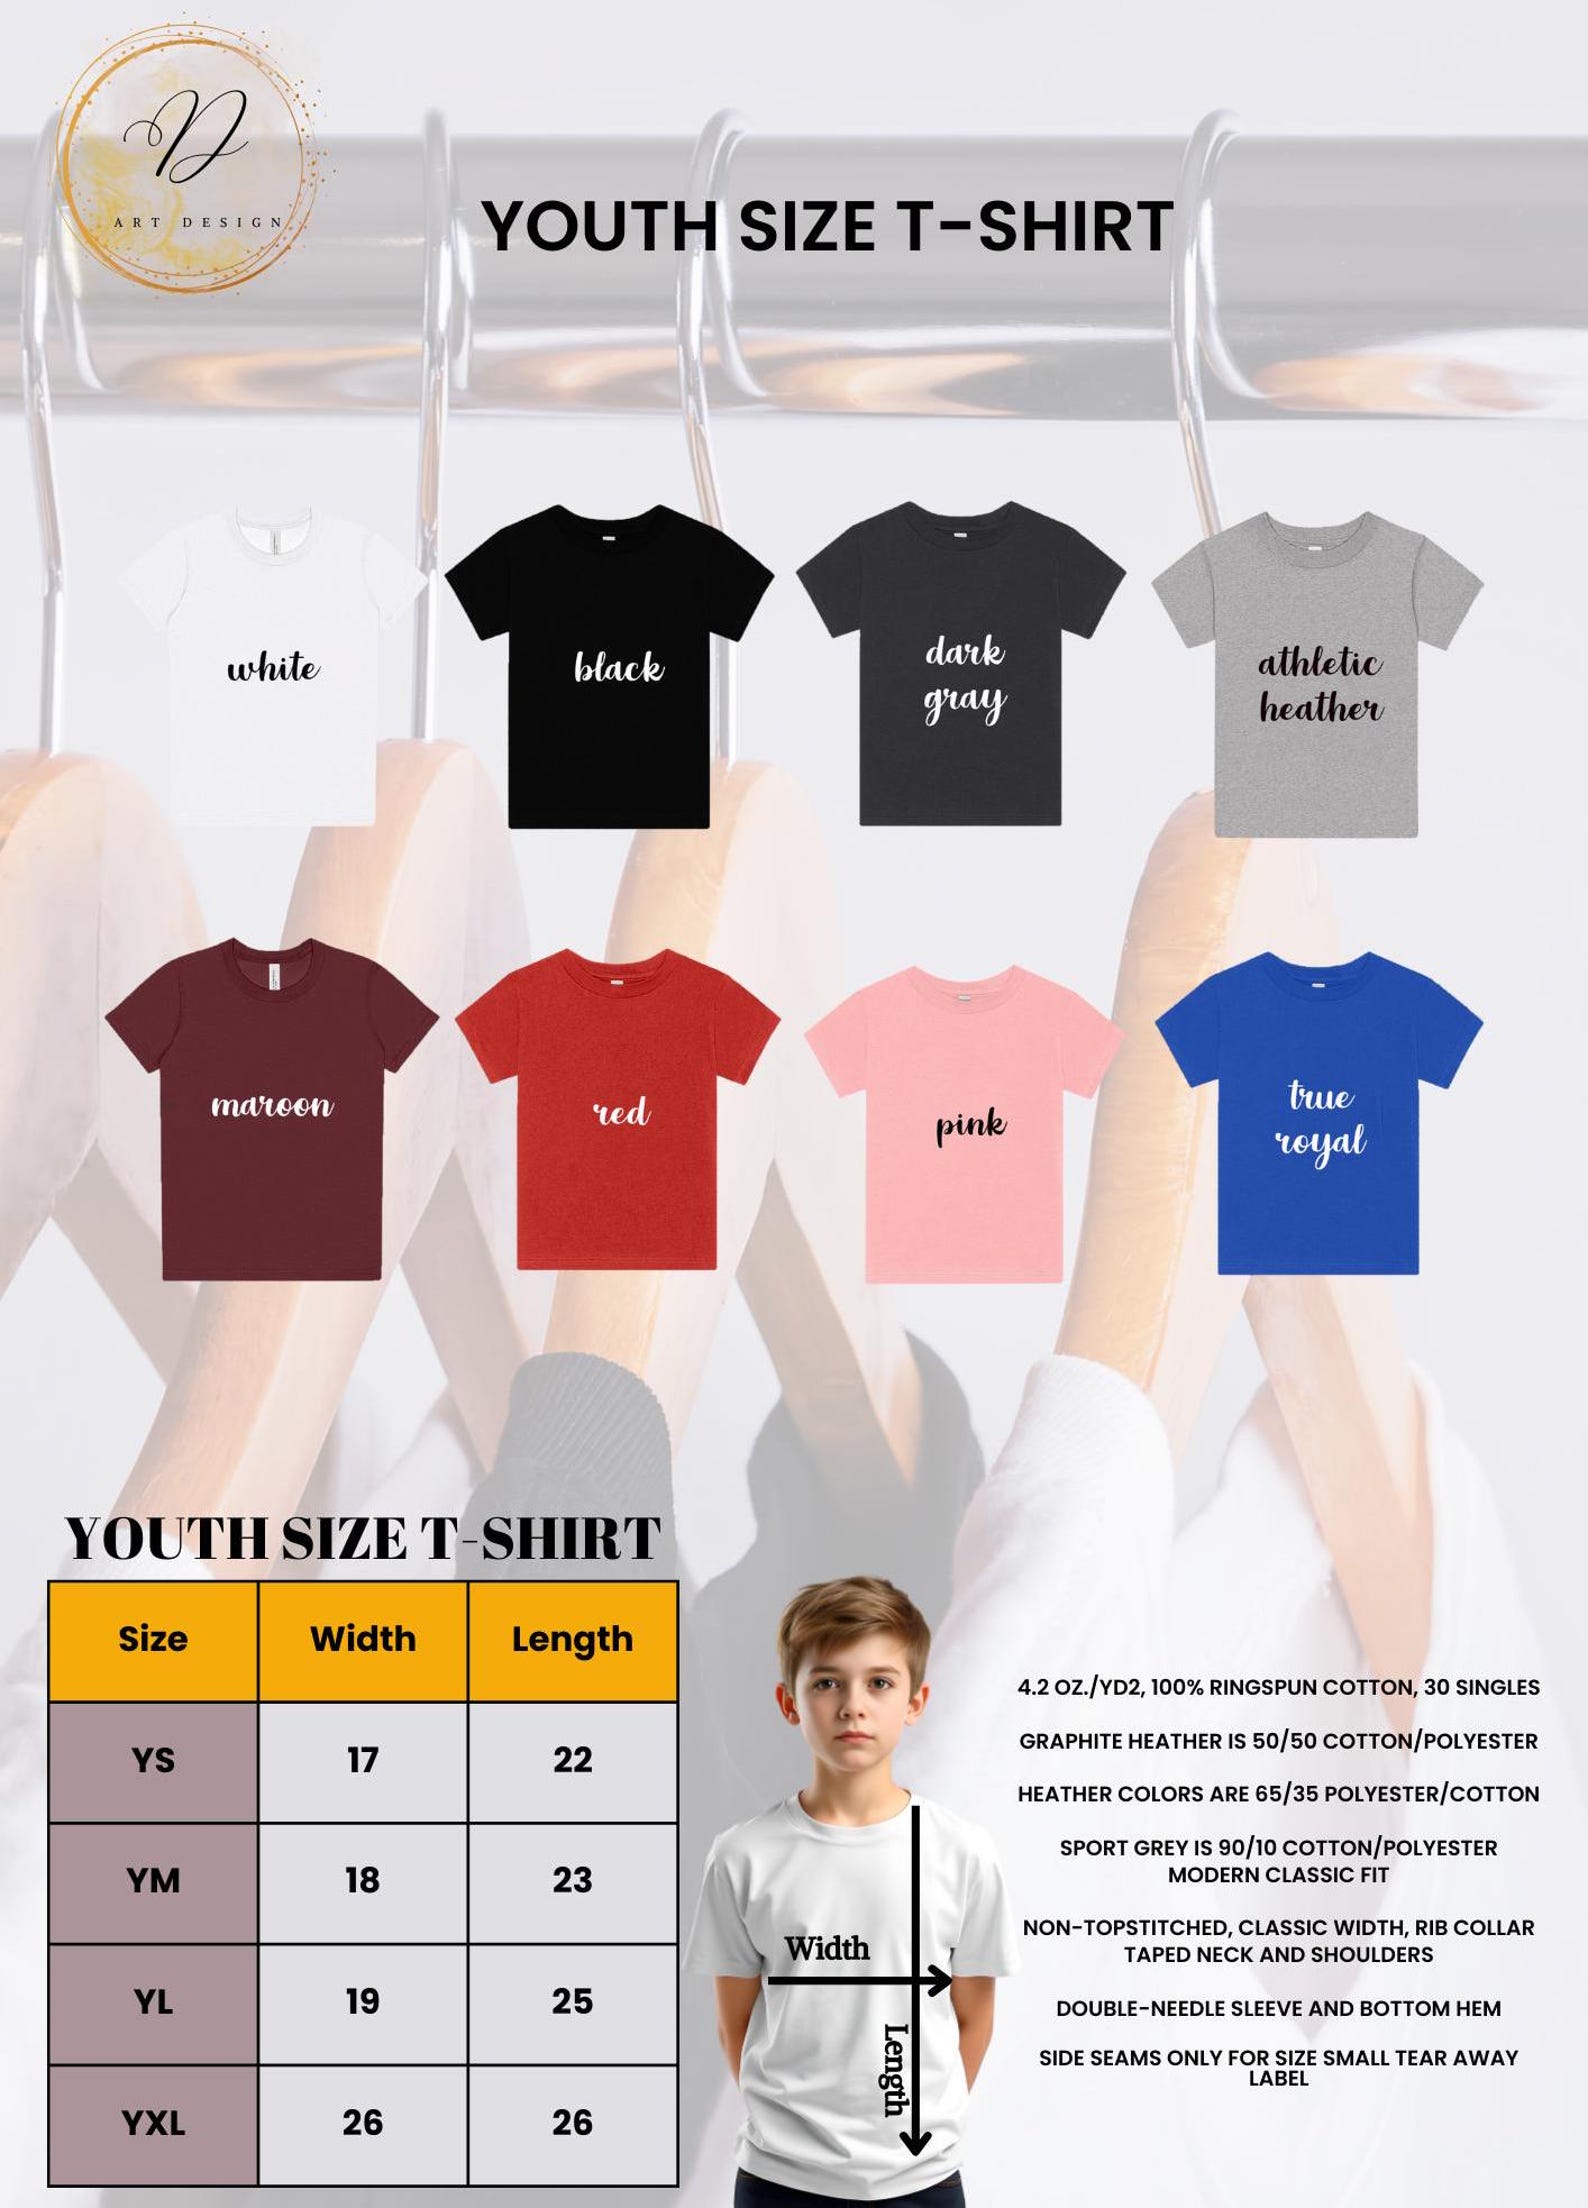 D
ART DESIGN
YOUTH SIZE T-SHIRT
white
black
dark
gray
athletic
heather
maroon
red
pink
true
royal
YOUTH SIZE T-SHIRT
Size Width Length
YS 17 22
YM 18 23
YL 19 25
YXL 26 26
Width
Length
4.2 OZ./YD2, 100% RINGSPUN COTTON, 30 SINGLES
GRAPHITE HEATHER IS 50/50 COTTON/POLYESTER
HEATHER COLORS ARE 65/35 POLYESTER/COTTON
SPORT GREY IS 90/10 COTTON/POLYESTER
MODERN CLASSIC FIT
NON-TOPSTITCHED, CLASSIC WIDTH, RIB COLLAR
TAPED NECK AND SHOULDERS
DOUBLE-NEEDLE SLEEVE AND BOTTOM HEM
SIDE SEAMS ONLY FOR SIZE SMALL TEAR AWAY
LABEL